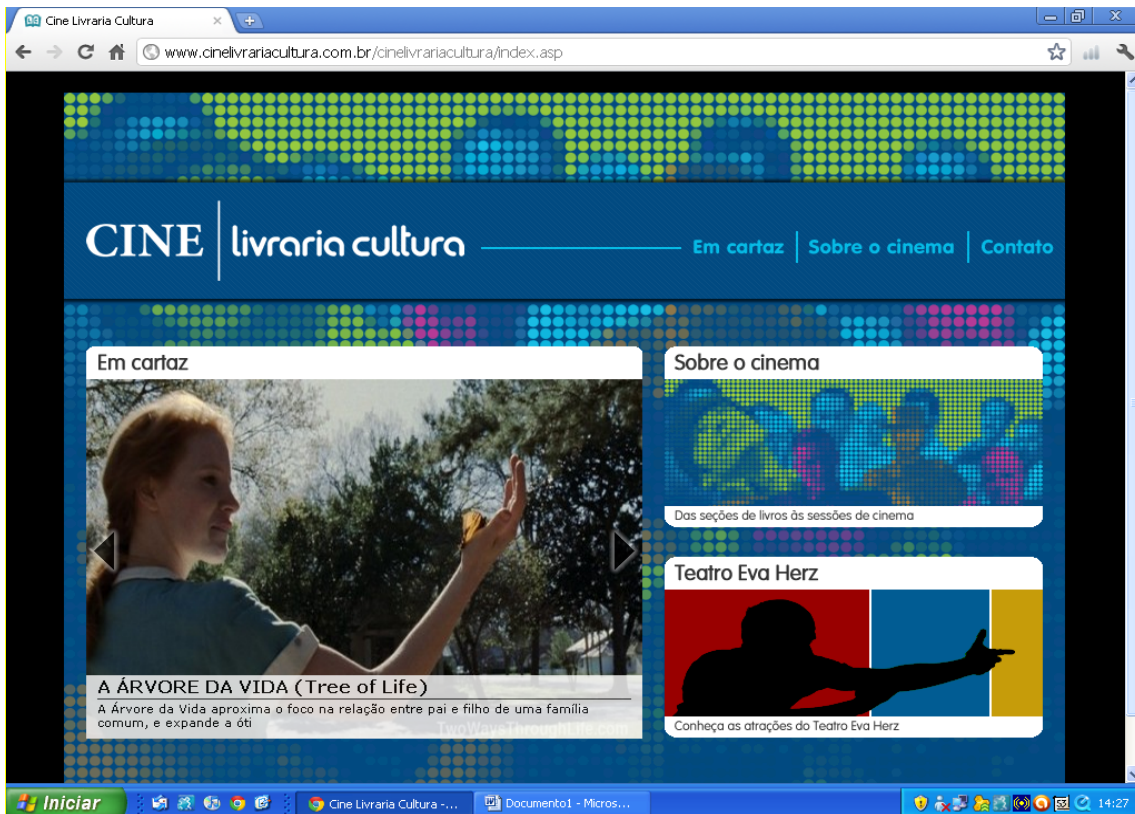 Cine Livraria Cultura
www.cinelivrariacultura.com.br/cinelivrariacultura/index.asp
CINE livraria cultura
Em cartaz
Sobre o cinema
Contato
Em cartaz
A ÁRVORE DA VIDA (Tree of Life)
A Árvore da Vida aproxima o foco na relação entre pai e filho de uma família
comum, e expande a óti
TwoWaysThroughLife.com
Sobre o cinema
Das seções de livros às sessões de cinema
Teatro Eva Herz
Conheça as atrações do Teatro Eva Herz
Iniciar
Cine Livraria Cultura -...
Documento1 - Micros...
14:27